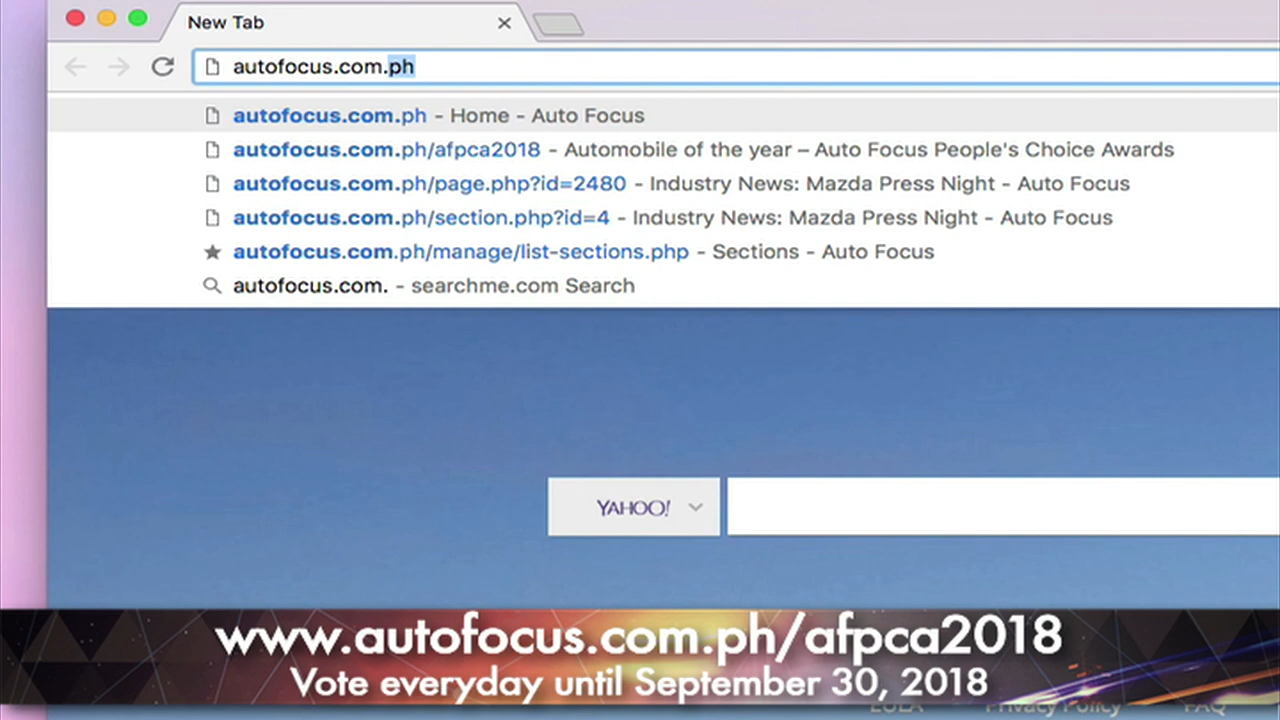 New Tab
autofocus.com.ph
autofocus.com.ph - Home - Auto Focus
autofocus.com.ph/afpca2018 - Automobile of the year – Auto Focus People's Choice Awards
autofocus.com.ph/page.php?id=2480 - Industry News: Mazda Press Night - Auto Focus
autofocus.com.ph/section.php?id=4 - Industry News: Mazda Press Night - Auto Focus
autofocus.com.ph/manage/list-sections.php - Sections - Auto Focus
autofocus.com. - searchme.com Search
YAHOO!
www.autofocus.com.ph/afpca2018
Vote everyday until September 30, 2018
EULA Privacy Policy FAQ